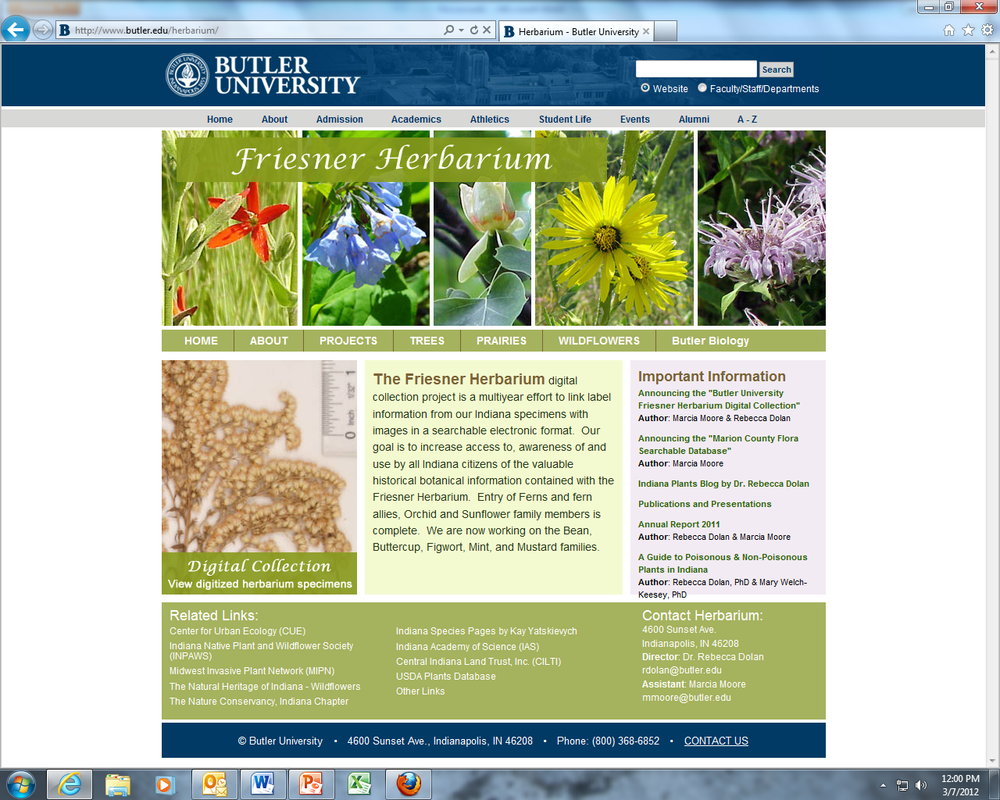 http://www.butler.edu/herbarium/
Herbarium - Butler University
BUTLER
UNIVERSITY
Search
Website
Faculty/Staff/Departments
Home About Admission Academics Athletics Student Life Events Alumni A - Z
Friesner Herbarium
HOME ABOUT PROJECTS TREES PRAIRIES WILDFLOWERS Butler Biology
1
Inch 1/32"
0
Digital Collection
View digitized herbarium specimens
The Friesner Herbarium digital
collection project is a multiyear effort to link label
information from our Indiana specimens with
images in a searchable electronic format. Our
goal is to increase access to, awareness of and
use by all Indiana citizens of the valuable
historical botanical information contained with the
Friesner Herbarium. Entry of Ferns and fern
allies, Orchid and Sunflower family members is
complete. We are now working on the Bean,
Buttercup, Figwort, Mint, and Mustard families.
Important Information
Announcing the "Butler University
Friesner Herbarium Digital Collection"
Author: Marcia Moore & Rebecca Dolan
Announcing the "Marion County Flora
Searchable Database"
Author: Marcia Moore
Indiana Plants Blog by Dr. Rebecca Dolan
Publications and Presentations
Annual Report 2011
Author: Rebecca Dolan & Marcia Moore
A Guide to Poisonous & Non-Poisonous
Plants in Indiana
Author: Rebecca Dolan, PhD & Mary Welch-
Keesey, PhD
Related Links:
Center for Urban Ecology (CUE)
Indiana Native Plant and Wildflower Society
(INPAWS)
Midwest Invasive Plant Network (MIPN)
The Natural Heritage of Indiana - Wildflowers
The Nature Conservancy, Indiana Chapter
Indiana Species Pages by Kay Yatskievych
Indiana Academy of Science (IAS)
Central Indiana Land Trust, Inc. (CILTI)
USDA Plants Database
Other Links
Contact Herbarium:
4600 Sunset Ave.
Indianapolis, IN 46208
Director: Dr. Rebecca Dolan
rdolan@butler.edu
Assistant: Marcia Moore
mmoore@butler.edu
© Butler University • 4600 Sunset Ave., Indianapolis, IN 46208 • Phone: (800) 368-6852 • CONTACT US
12:00 PM
3/7/2012